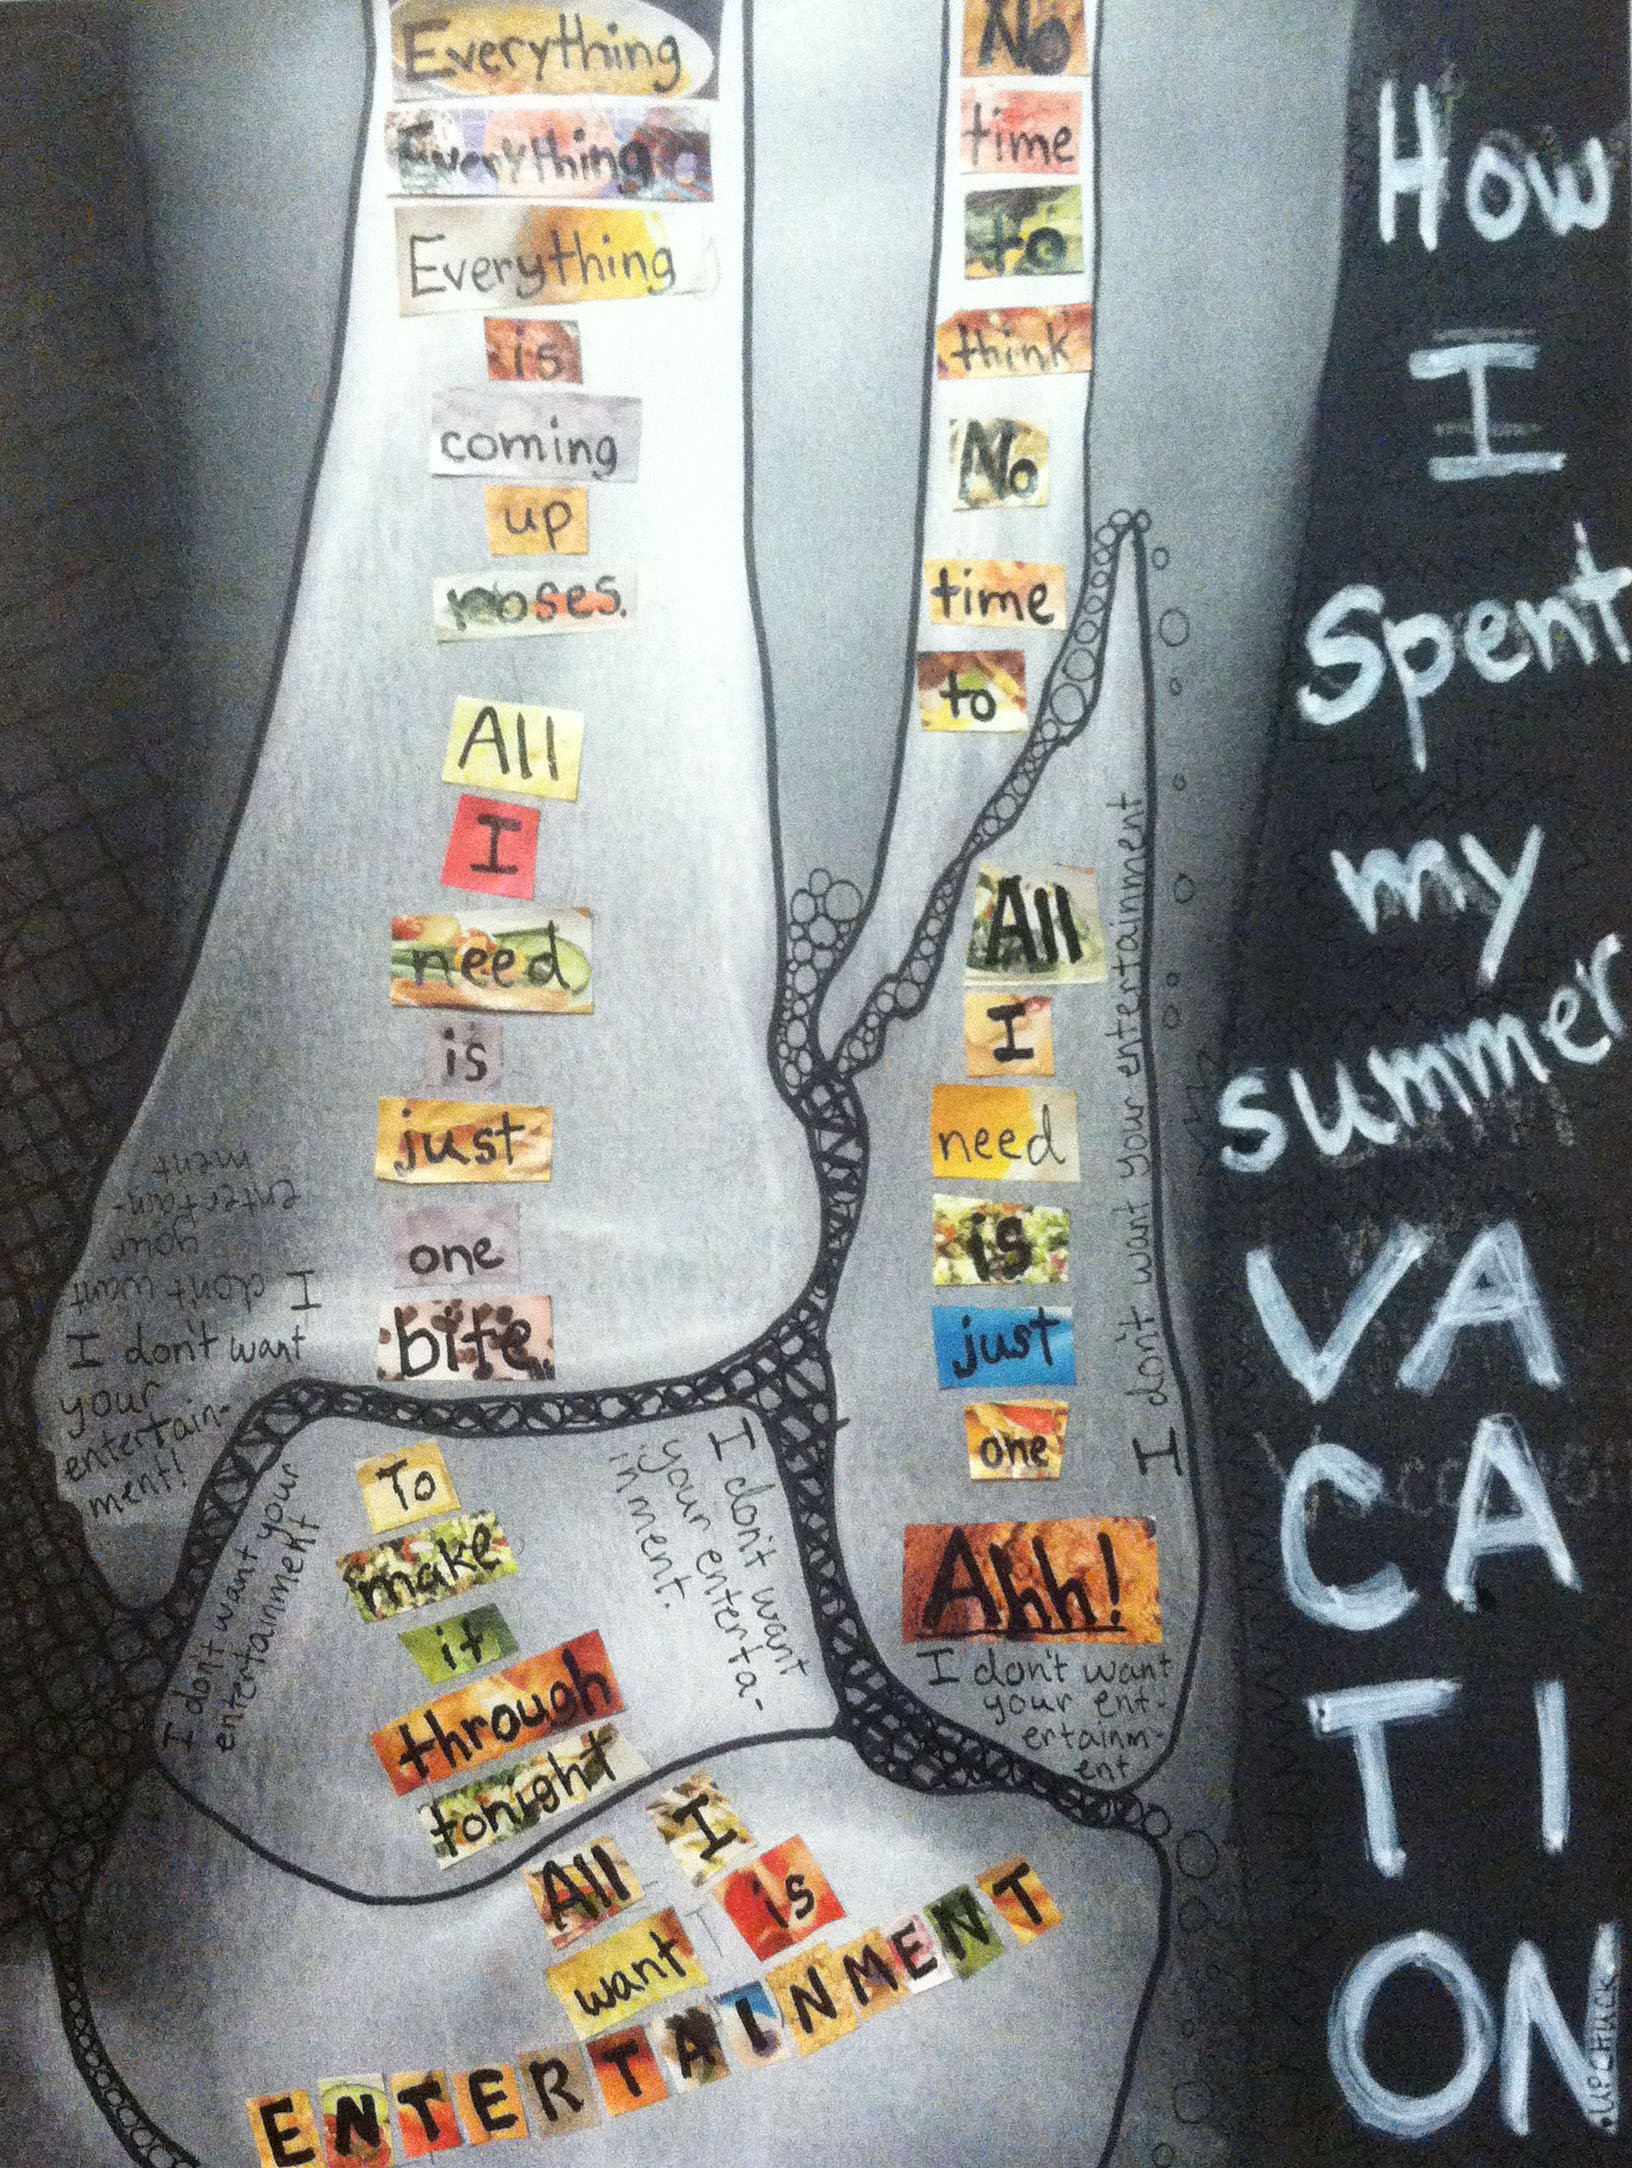 Everything
Everything
Everything
is
coming
up
roses.
All
I
need
is
just
one
bite.
I don't want
your
entertain-
ment
I don't want
your
entertain-
ment!
I don't want your
entertainment
I don't want
your enterta-
inment.
To
make
it
through
tonight
All I
want is
ENTERTAINMENT
No
time
to
think
No
time
to
All
I
need
is
just
one
Ahh!
I don't want your entertainment
I don't want
your ent-
ertainm-
ent
How
I
Spent
my
summer
VA
CA
TI
ON
.UPCHUCK